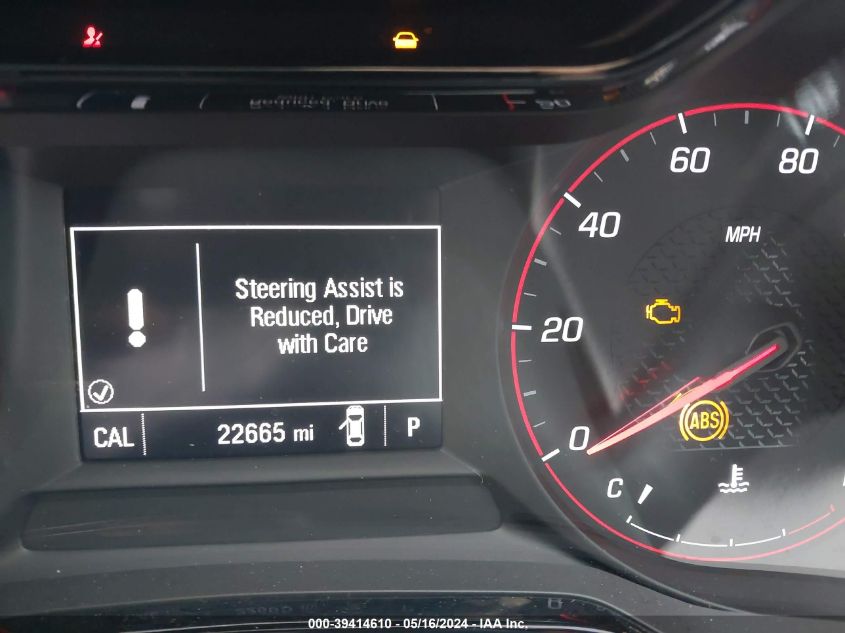 60
80
40
MPH
Steering Assist is
Reduced, Drive
with Care
20
ABS
CAL
22665 mi
P
0
C
000-39414610 - 05/16/2024 - IAA Inc.